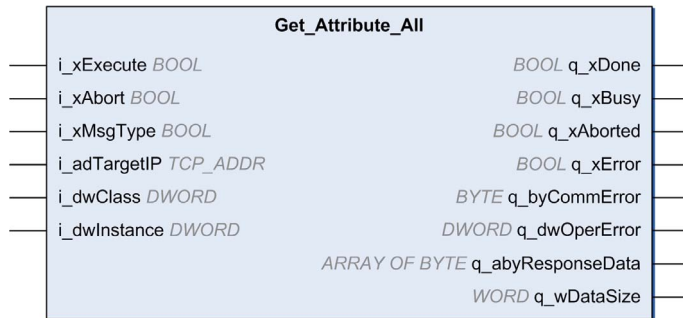 Get_Attribute_All
i_xExecute BOOL BOOL q_xDone
i_xAbort BOOL BOOL q_xBusy
i_xMsgType BOOL BOOL q_xAborted
i_adTargetIP TCP_ADDR BOOL q_xError
i_dwClass DWORD BYTE q_byCommError
i_dwInstance DWORD DWORD q_dwOperError
ARRAY OF BYTE q_abyResponseData
WORD q_wDataSize